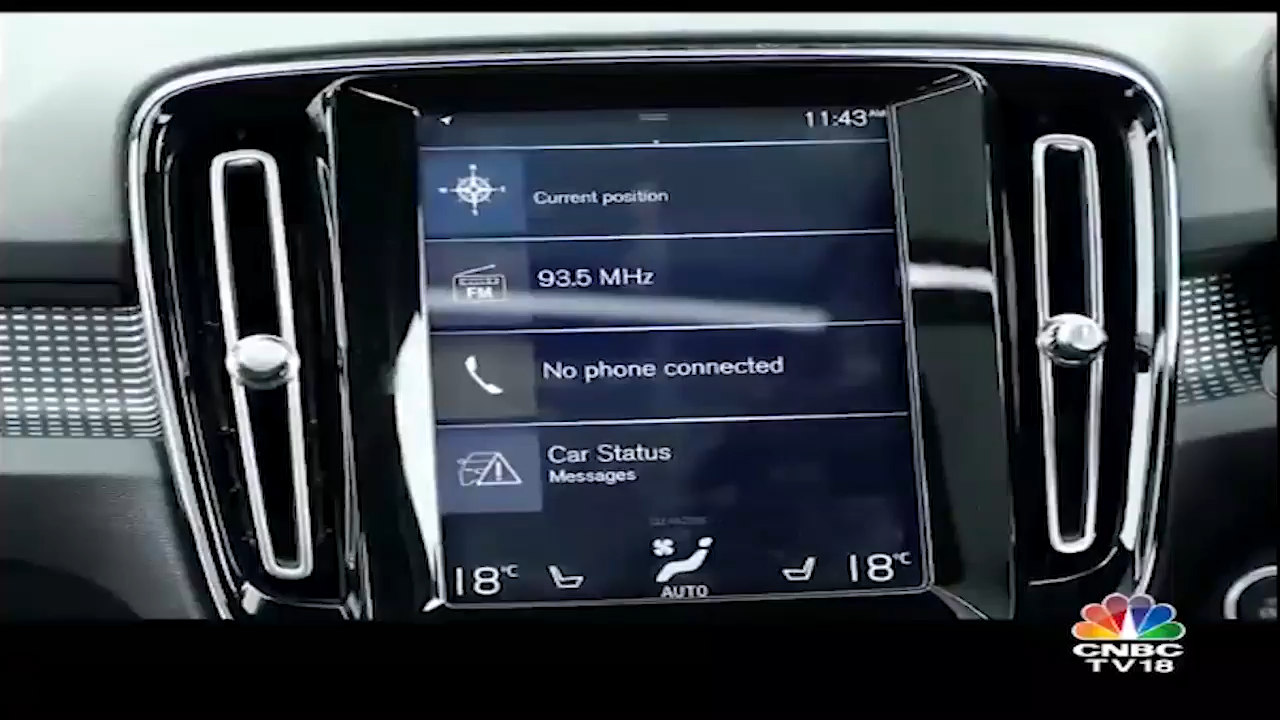 11:43 AM
Current position
93.5 MHz
FM
No phone connected
Car Status
Messages
18°C
AUTO
18°C
CNBC
TV18